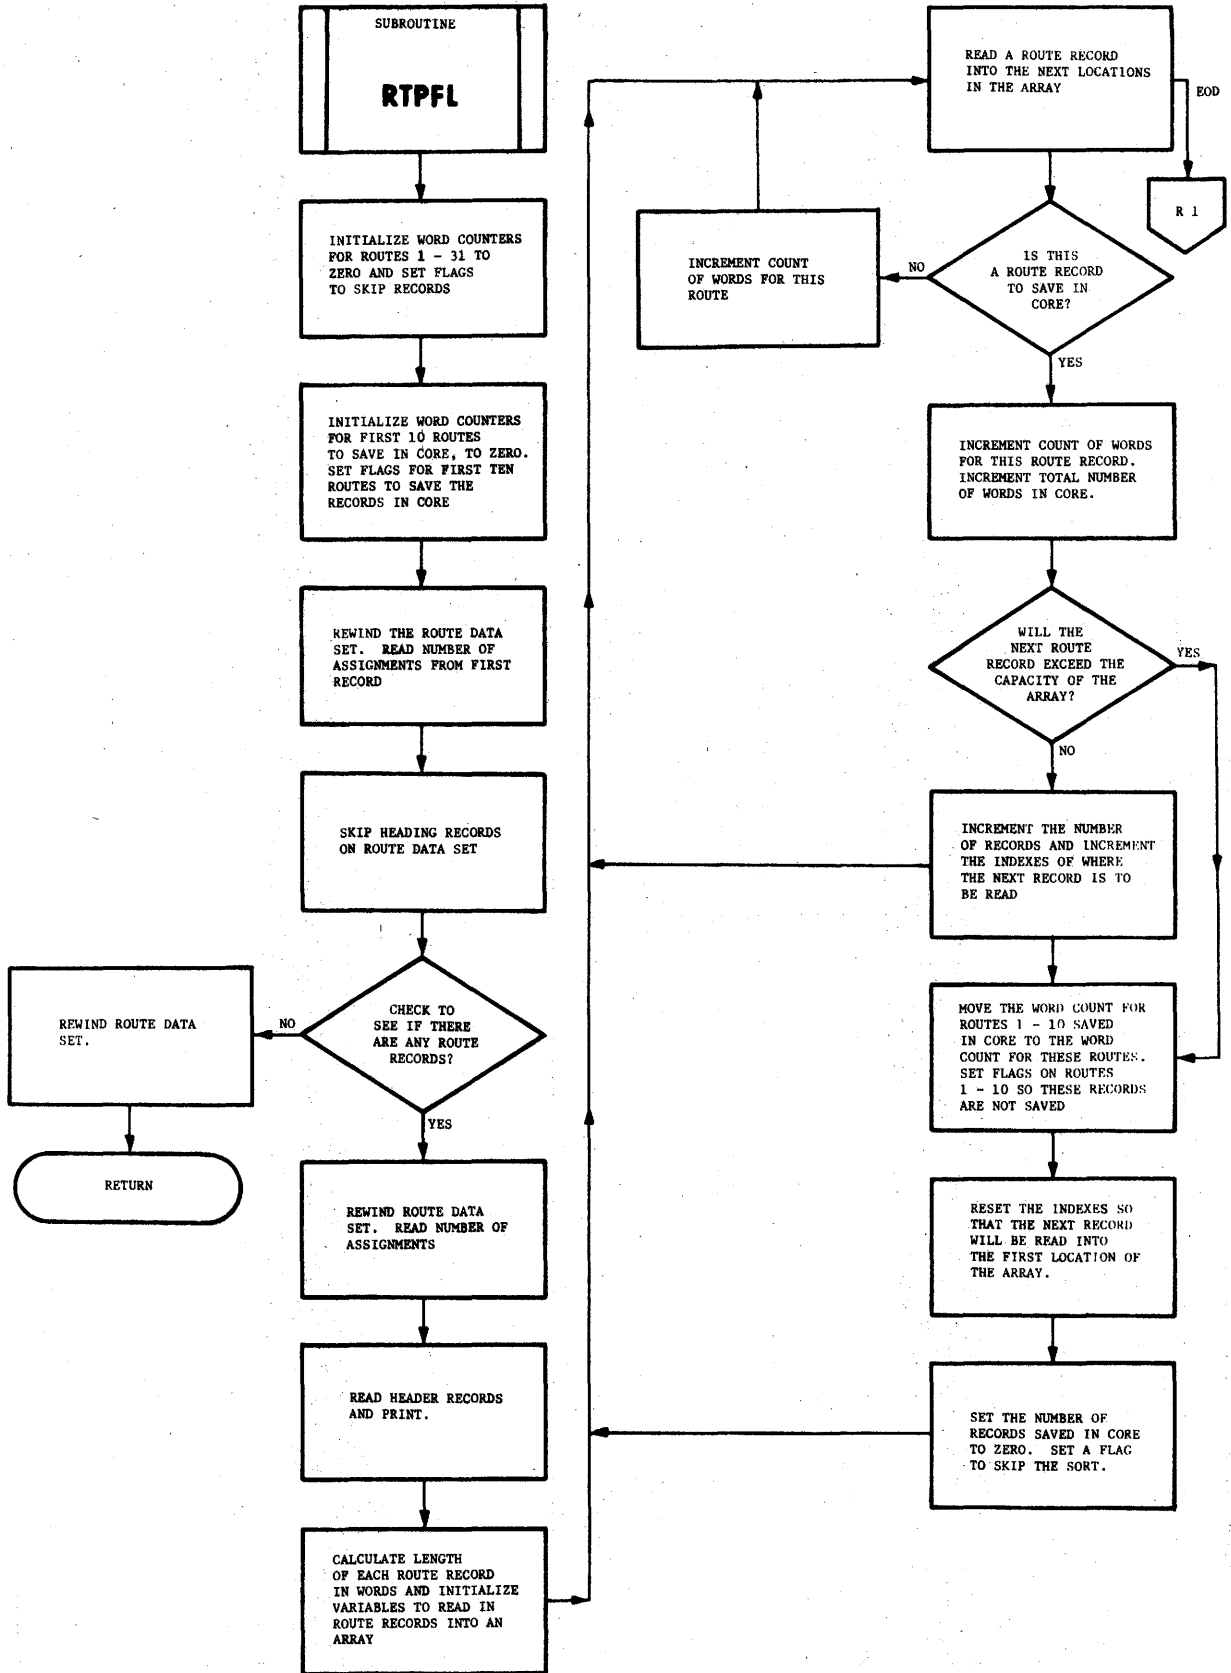 SUBROUTINE
RTPFL
INITIALIZE WORD COUNTERS
FOR ROUTES 1 - 31 TO
ZERO AND SET FLAGS
TO SKIP RECORDS
INITIALIZE WORD COUNTERS
FOR FIRST 10 ROUTES
TO SAVE IN CORE, TO ZERO.
SET FLAGS FOR FIRST TEN
ROUTES TO SAVE THE
RECORDS IN CORE
REWIND THE ROUTE DATA
SET. READ NUMBER OF
ASSIGNMENTS FROM FIRST
RECORD
SKIP HEADING RECORDS
ON ROUTE DATA SET
CHECK TO
SEE IF THERE
ARE ANY ROUTE
RECORDS?
NO
REWIND ROUTE DATA
SET.
RETURN
YES
REWIND ROUTE DATA
SET. READ NUMBER OF
ASSIGNMENTS
READ HEADER RECORDS
AND PRINT.
CALCULATE LENGTH
OF EACH ROUTE RECORD
IN WORDS AND INITIALIZE
VARIABLES TO READ IN
ROUTE RECORDS INTO AN
ARRAY
READ A ROUTE RECORD
INTO THE NEXT LOCATIONS
IN THE ARRAY
EOD
R 1
IS THIS
A ROUTE RECORD
TO SAVE IN
CORE?
NO
INCREMENT COUNT
OF WORDS FOR THIS
ROUTE
YES
INCREMENT COUNT OF WORDS
FOR THIS ROUTE RECORD.
INCREMENT TOTAL NUMBER
OF WORDS IN CORE.
WILL THE
NEXT ROUTE
RECORD EXCEED THE
CAPACITY OF THE
ARRAY?
YES
NO
INCREMENT THE NUMBER
OF RECORDS AND INCREMENT
THE INDEXES OF WHERE
THE NEXT RECORD IS TO
BE READ
MOVE THE WORD COUNT FOR
ROUTES 1 - 10 SAVED
IN CORE TO THE WORD
COUNT FOR THESE ROUTES.
SET FLAGS ON ROUTES
1 - 10 SO THESE RECORDS
ARE NOT SAVED
RESET THE INDEXES SO
THAT THE NEXT RECORD
WILL BE READ INTO
THE FIRST LOCATION OF
THE ARRAY.
SET THE NUMBER OF
RECORDS SAVED IN CORE
TO ZERO. SET A FLAG
TO SKIP THE SORT.